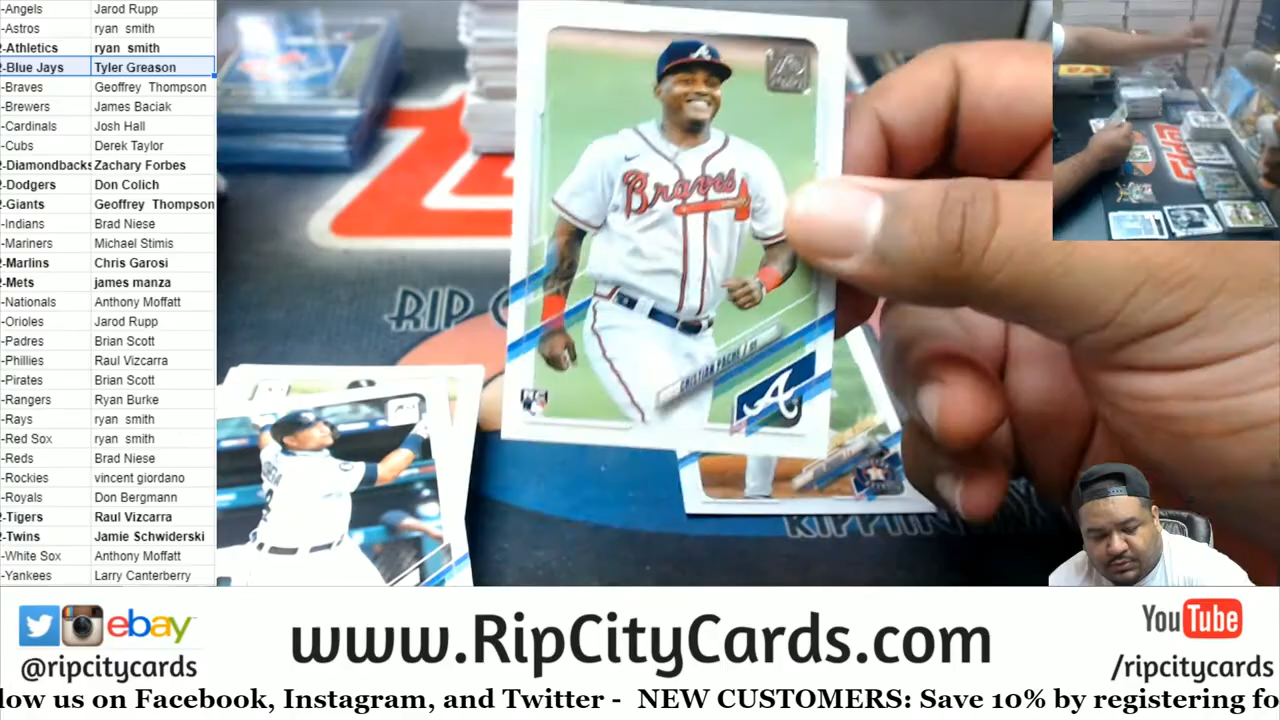 -Angels Jarod Rupp
-Astros ryan smith
2-Athletics ryan smith
2-Blue Jays Tyler Greason
-Braves Geoffrey Thompson
-Brewers James Baciak
-Cardinals Josh Hall
-Cubs Derek Taylor
2-Diamondbacks Zachary Forbes
2-Dodgers Don Colich
2-Giants Geoffrey Thompson
-Indians Brad Niese
-Mariners Michael Stimis
2-Marlins Chris Garosi
2-Mets james manza
-Nationals Anthony Moffatt
-Orioles Jarod Rupp
-Padres Brian Scott
-Phillies Raul Vizcarra
-Pirates Brian Scott
-Rangers Ryan Burke
-Rays ryan smith
-Red Sox ryan smith
-Reds Brad Niese
-Rockies vincent giordano
-Royals Don Bergmann
2-Tigers Raul Vizcarra
2-Twins Jamie Schwiderski
-White Sox Anthony Moffatt
-Yankees Larry Canterberry
A
70
Braves
CRISTIAN PACHE / OF
A
RIP C
RIPPIN
ebay
@ripcitycards
www.RipCityCards.com
YouTube
/ripcitycards
low us on Facebook, Instagram, and Twitter - NEW CUSTOMERS: Save 10% by registering fo